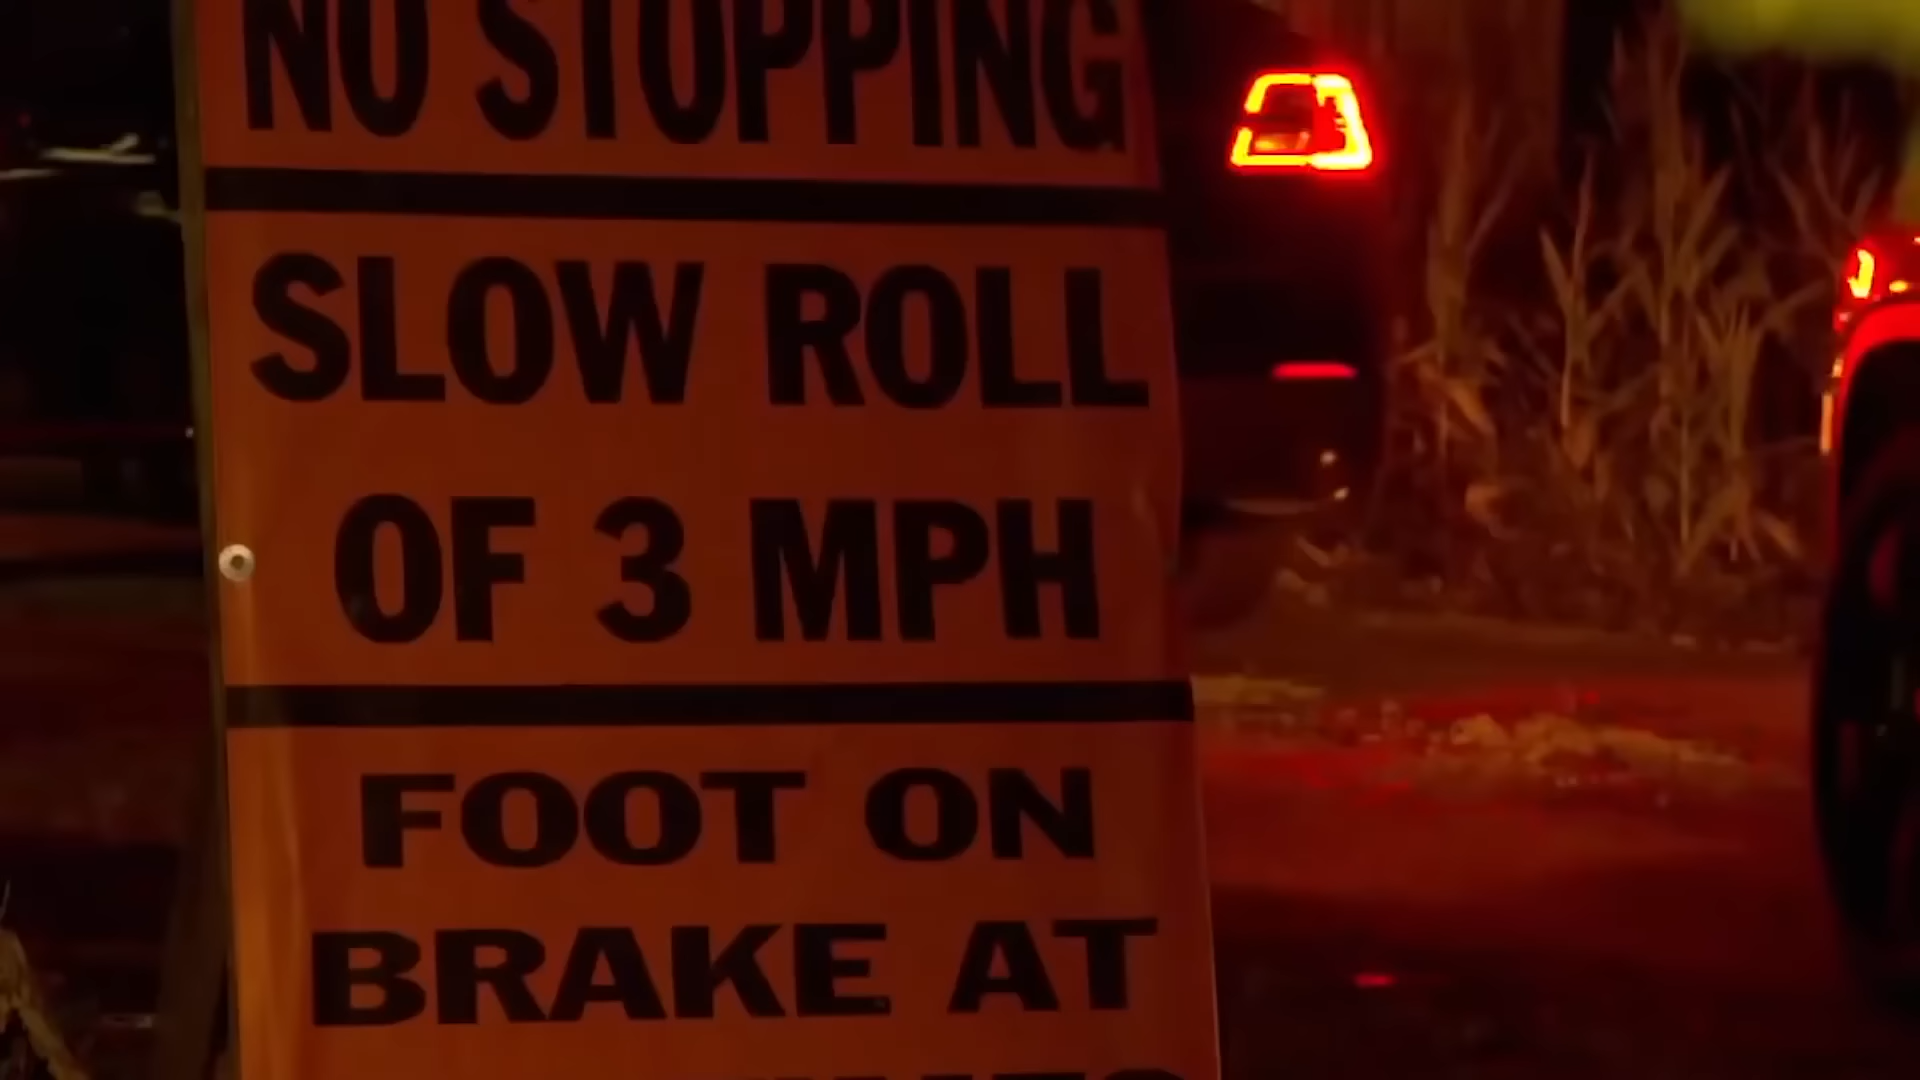 NO STOPPING
SLOW ROLL
OF 3 MPH
FOOT ON
BRAKE AT